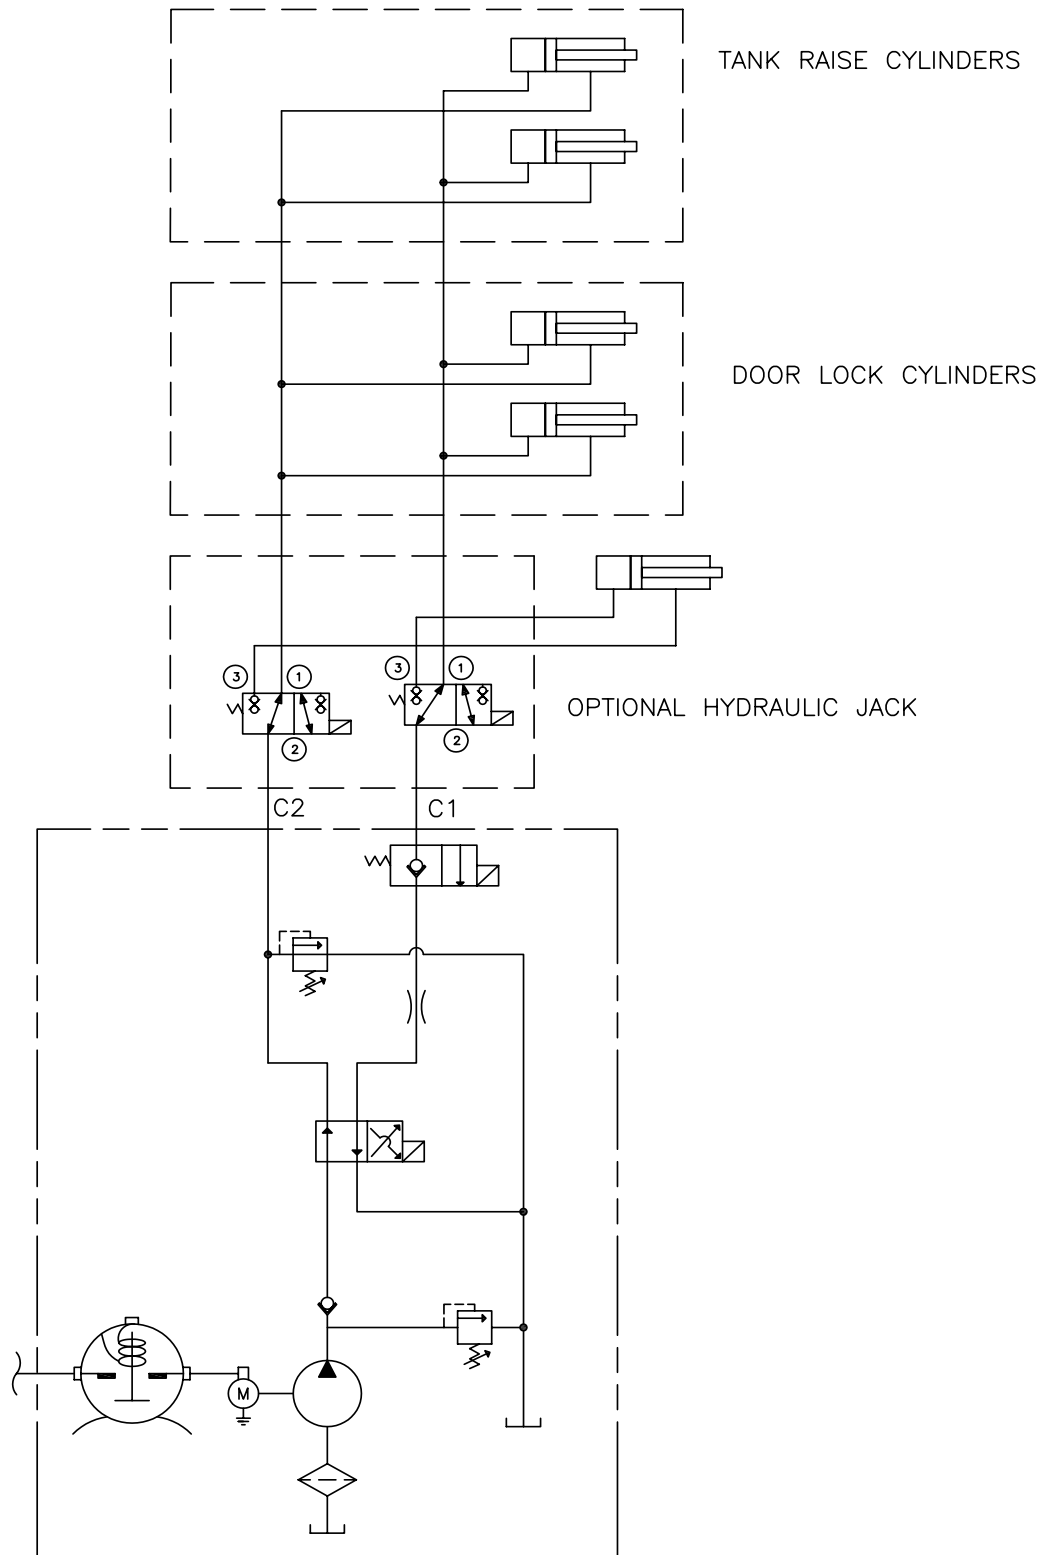 TANK RAISE CYLINDERS
DOOR LOCK CYLINDERS
3 1 3 1
OPTIONAL HYDRAULIC JACK
2 2
C2 C1
M